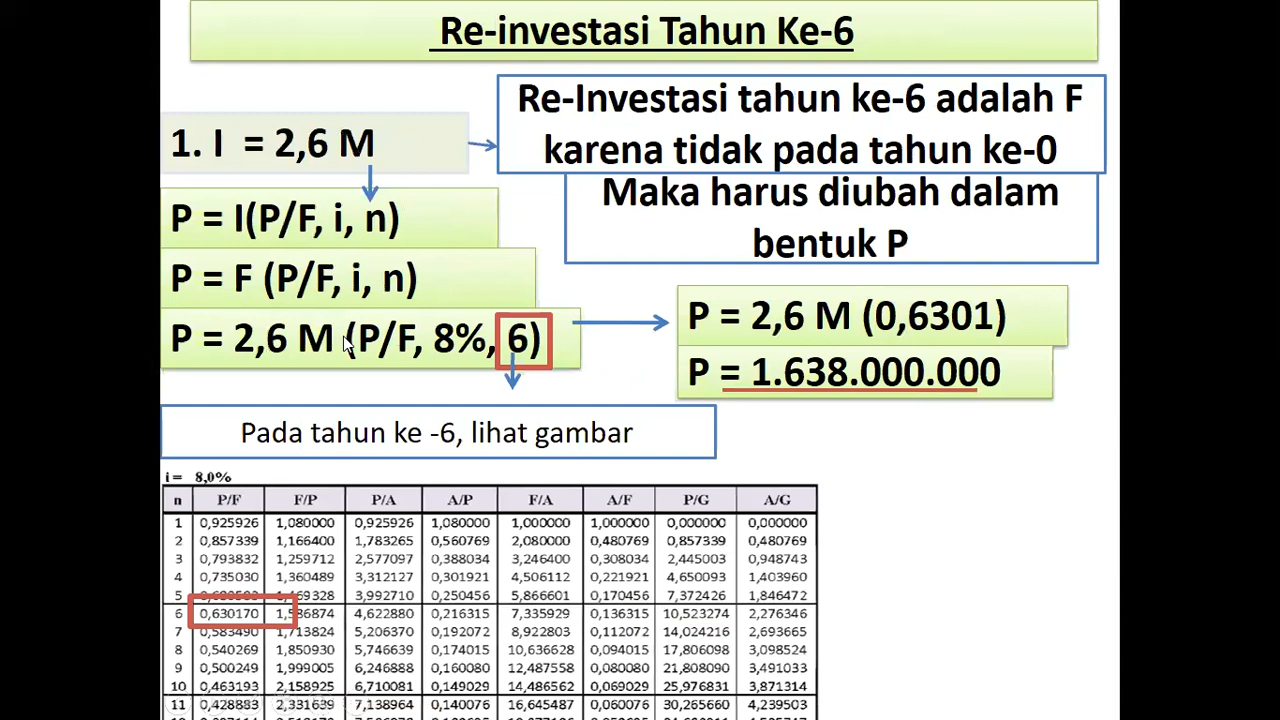 Re-investasi Tahun Ke-6
1. I = 2,6 M
Re-Investasi tahun ke-6 adalah F
karena tidak pada tahun ke-0
Maka harus diubah dalam
bentuk P
P = I(P/F, i, n)
P = F (P/F, i, n)
P = 2,6 M (P/F, 8%, 6)
P = 2,6 M (0,6301)
P = 1.638.000.000
Pada tahun ke -6, lihat gambar
i = 8,0%
n P/F F/P P/A A/P F/A A/F P/G A/G
1 0,925926 1,080000 0,925926 1,080000 1,000000 1,000000 0,000000 0,000000
2 0,857339 1,166400 1,783265 0,560769 2,080000 0,480769 0,857339 0,480769
3 0,793832 1,259712 2,577097 0,388034 3,246400 0,308034 2,445003 0,948743
4 0,735030 1,360489 3,312127 0,301921 4,506112 0,221921 4,650093 1,403960
5 3,992710 0,250456 5,866601 0,170456 7,372426 1,846472
6 0,630170 1,586874 4,622880 0,216315 7,335929 0,136315 10,523274 2,276346
7 0,583490 1,713824 5,206370 0,192072 8,922803 0,112072 14,024216 2,693665
8 0,540269 1,850930 5,746639 0,174015 10,636628 0,094015 17,806098 3,098524
9 0,500249 1,999005 6,246888 0,160080 12,487558 0,080080 21,808090 3,491033
10 0,463193 2,158925 6,710081 0,149029 14,486562 0,069029 25,976831 3,871314
11 0,428883 2,331639 7,138964 0,140076 16,645487 0,060076 30,265660 4,239503